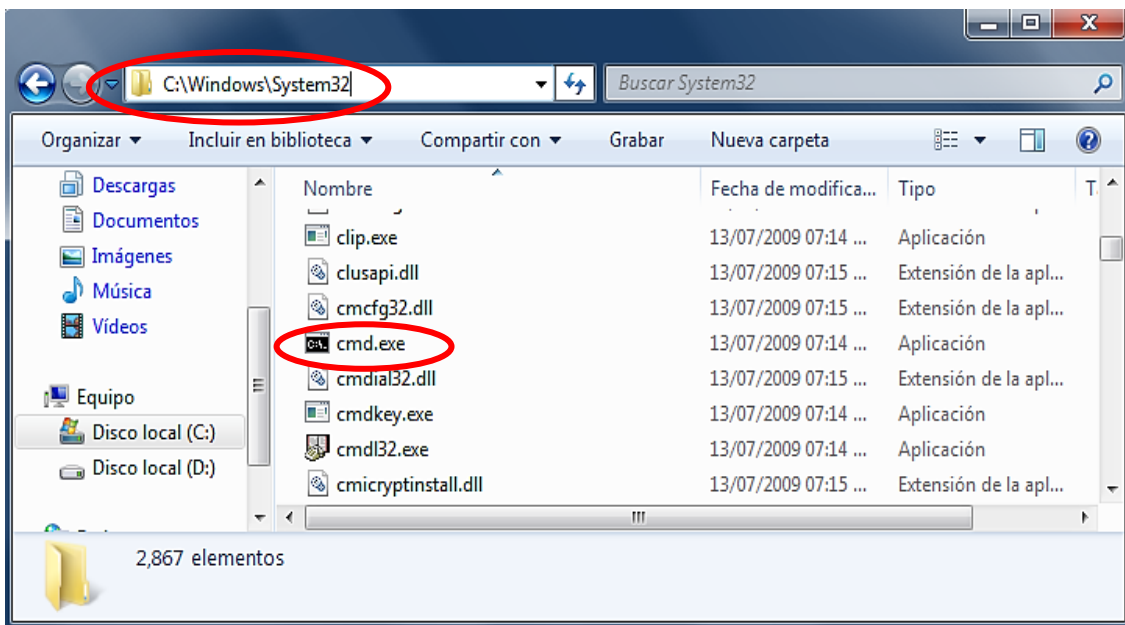 C:\Windows\System32
Buscar System32
Organizar Incluir en biblioteca Compartir con Grabar Nueva carpeta
Descargas
Documentos
Imágenes
Música
Vídeos
Equipo
Disco local (C:)
Disco local (D:)
Nombre Fecha de modifica... Tipo T
clip.exe 13/07/2009 07:14 ... Aplicación
clusapi.dll 13/07/2009 07:15 ... Extensión de la apl...
cmcfg32.dll 13/07/2009 07:15 ... Extensión de la apl...
cmd.exe 13/07/2009 07:14 ... Aplicación
cmdial32.dll 13/07/2009 07:15 ... Extensión de la apl...
cmdkey.exe 13/07/2009 07:14 ... Aplicación
cmdl32.exe 13/07/2009 07:14 ... Aplicación
cmicryptinstall.dll 13/07/2009 07:15 ... Extensión de la apl...
2,867 elementos